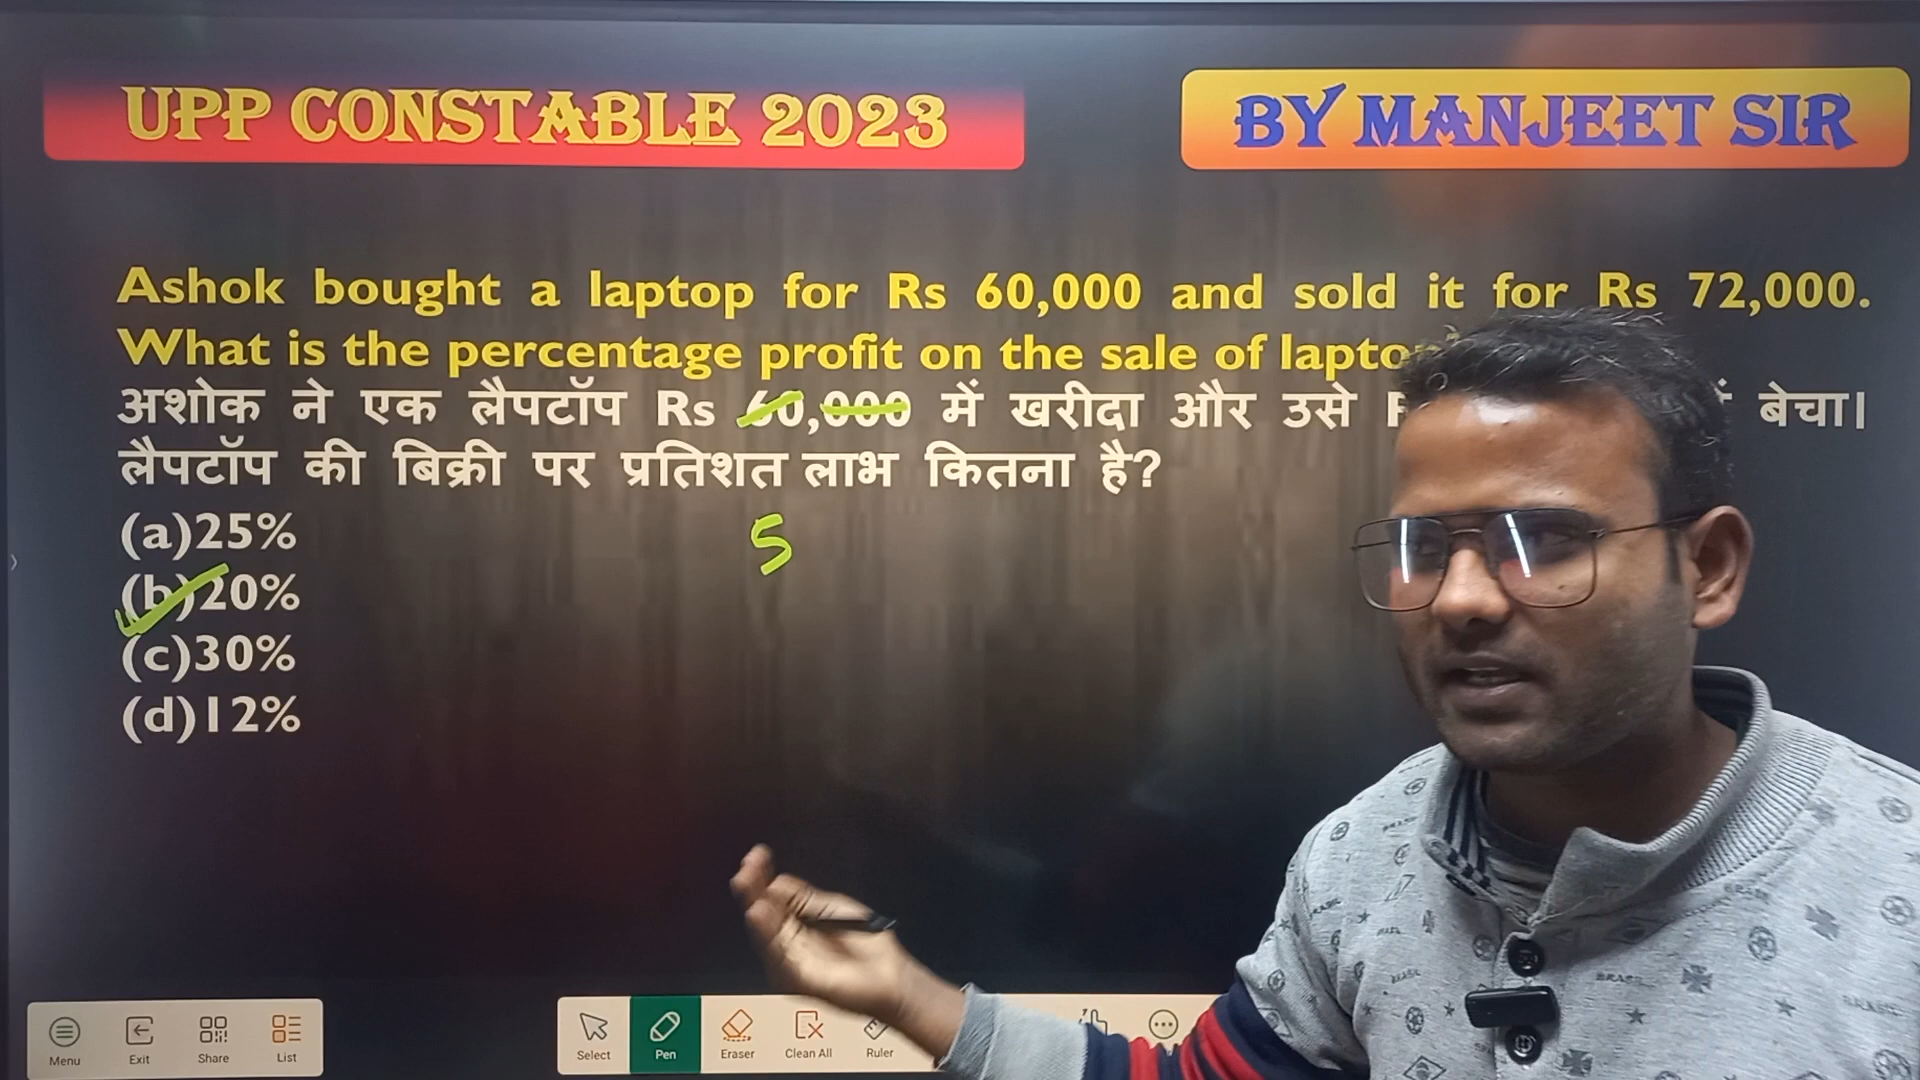 UPP CONSTABLE 2023
BY MANJEET SIR
Ashok bought a laptop for Rs 60,000 and sold it for Rs 72,000.
What is the percentage profit on the sale of lapto
अशोक ने एक लैपटॉप Rs 60,000 में खरीदा और उसे बेचा।
लैपटॉप की बिक्री पर प्रतिशत लाभ कितना है?
5
(a)25%
(b)20%
(c)30%
(d)12%
Menu
Exit
Share
List
Select
Pen
Eraser
Clean All
Ruler
BRASIL